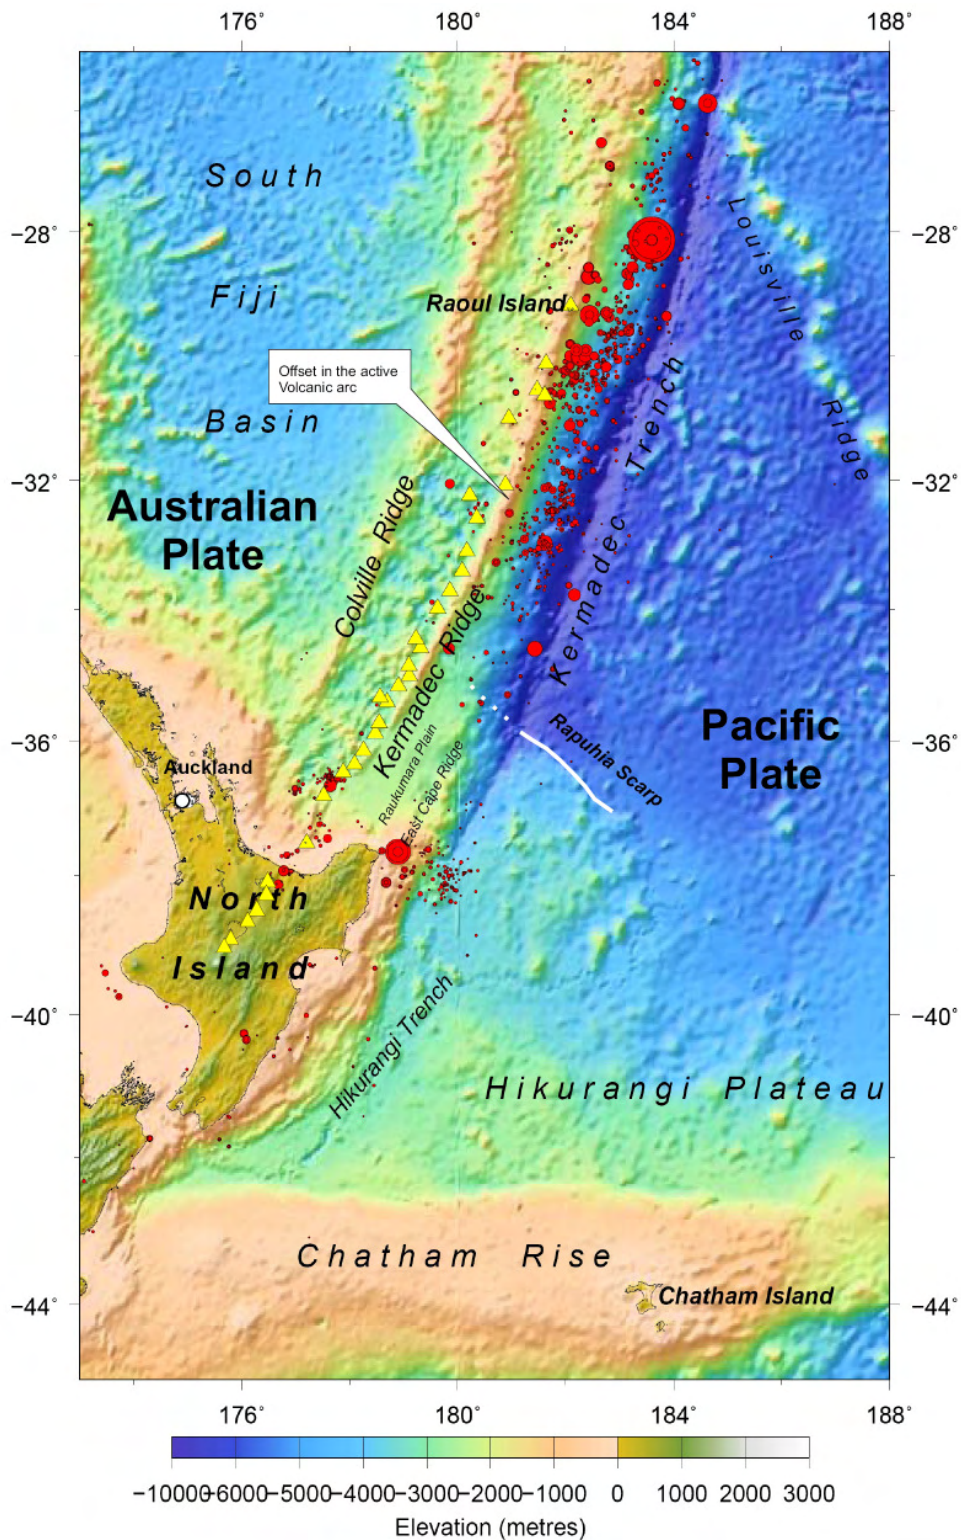 176° 180° 184° 188°
South
−28° −28°
Louisville
Fiji
Raoul Island
Offset in the active
Volcanic arc
Basin
Ridge
−32° −32°
Australian
Plate
Colville Ridge
Kermadec Trench
Kermadec Ridge
Pacific
Plate
−36° −36°
Rapuhia Scarp
Raukumara Plain
East Cape Ridge
Auckland
North
Island
−40° −40°
Hikurangi Trench
Hikurangi Plateau
Chatham Rise
Chatham Island
−44° −44°
176° 180° 184° 188°
−10000 −6000 −5000 −4000 −3000 −2000 −1000 0 1000 2000 3000
Elevation (metres)